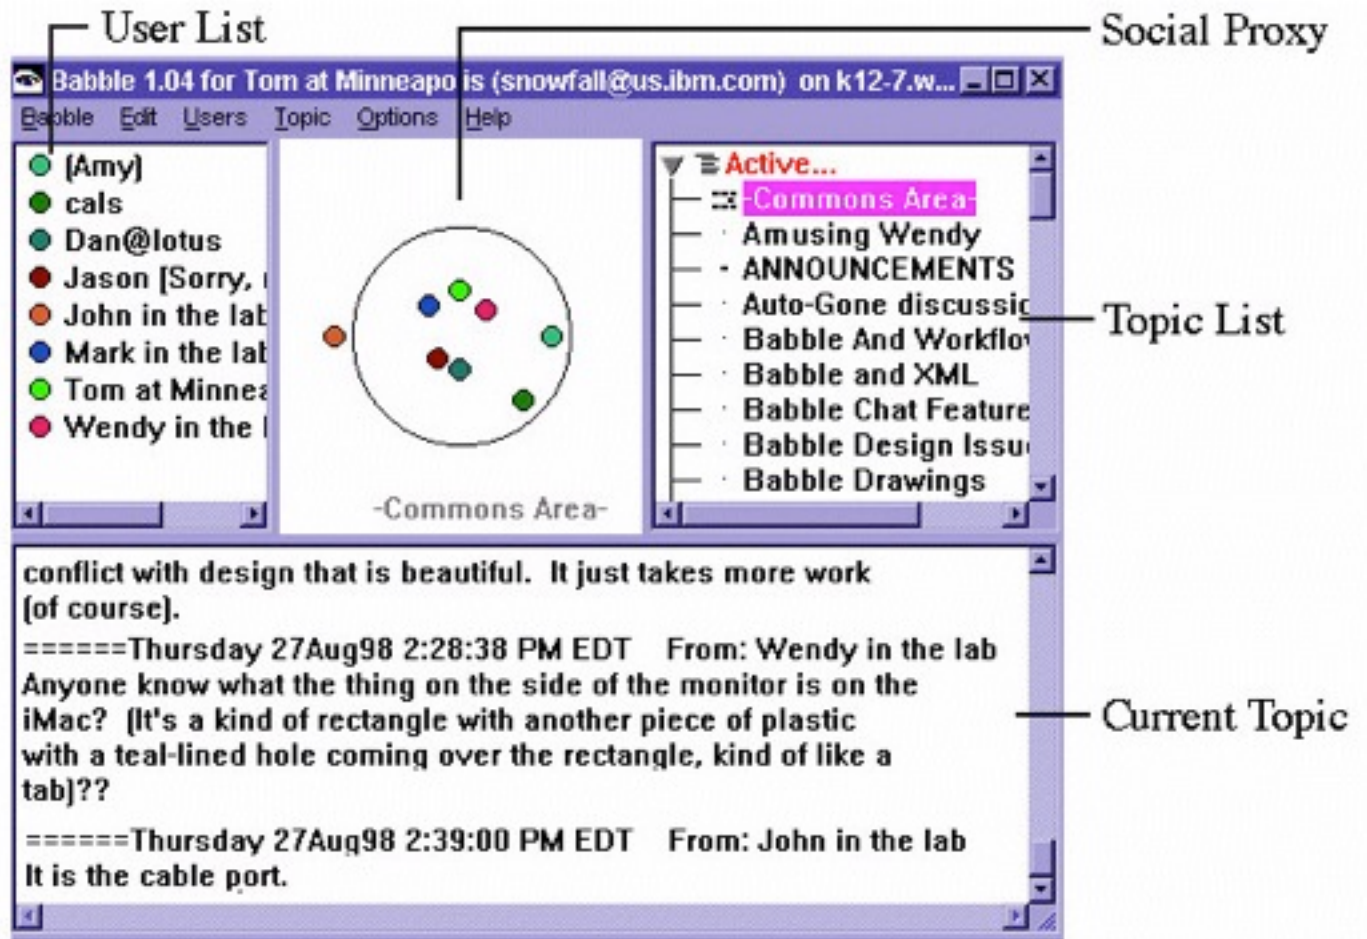 User List
Social Proxy
Babble 1.04 for Tom at Minneapolis (snowfall@us.ibm.com) on k12-7.w...
Babble Edit Users Topic Options Help
(Amy)
cals
Dan@lotus
Jason [Sorry,
John in the lab
Mark in the lab
Tom at Minnea
Wendy in the
-Commons Area-
Active...
-Commons Area-
Amusing Wendy
ANNOUNCEMENTS
Auto-Gone discussio
Babble And Workflow
Babble and XML
Babble Chat Feature
Babble Design Issu
Babble Drawings
Topic List
conflict with design that is beautiful. It just takes more work
(of course).
======Thursday 27Aug98 2:28:38 PM EDT From: Wendy in the lab
Anyone know what the thing on the side of the monitor is on the
iMac? (It's a kind of rectangle with another piece of plastic
with a teal-lined hole coming over the rectangle, kind of like a
tab)??
======Thursday 27Aug98 2:39:00 PM EDT From: John in the lab
It is the cable port.
Current Topic